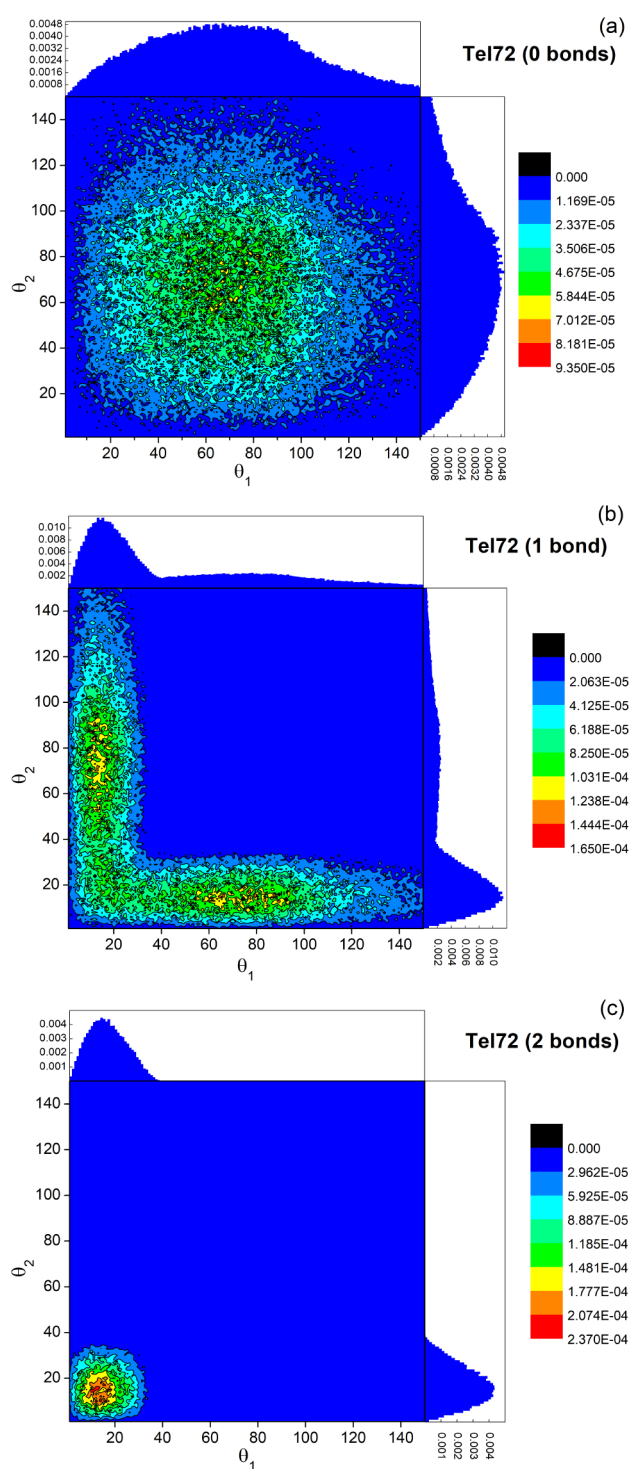 (a)
Tel72 (0 bonds)
0.0048
0.0040
0.0032
0.0024
0.0016
0.0008
140
120
100
80
60
40
20
θ2
20 40 60 80 100 120 140
θ1
0.0008
0.0024
0.0032
0.0040
0.0048
0.000
1.169E-05
2.337E-05
3.506E-05
4.675E-05
5.844E-05
7.012E-05
8.181E-05
9.350E-05
(b)
Tel72 (1 bond)
0.010
0.008
0.006
0.004
0.002
140
120
100
80
60
40
20
θ2
20 40 60 80 100 120 140
θ1
0.002
0.004
0.006
0.008
0.010
0.000
2.063E-05
4.125E-05
6.188E-05
8.250E-05
1.031E-04
1.238E-04
1.444E-04
1.650E-04
(c)
Tel72 (2 bonds)
0.004
0.003
0.002
0.001
140
120
100
80
60
40
20
θ2
20 40 60 80 100 120 140
θ1
0.001
0.002
0.003
0.004
0.000
2.962E-05
5.925E-05
8.887E-05
1.185E-04
1.481E-04
1.777E-04
2.074E-04
2.370E-04